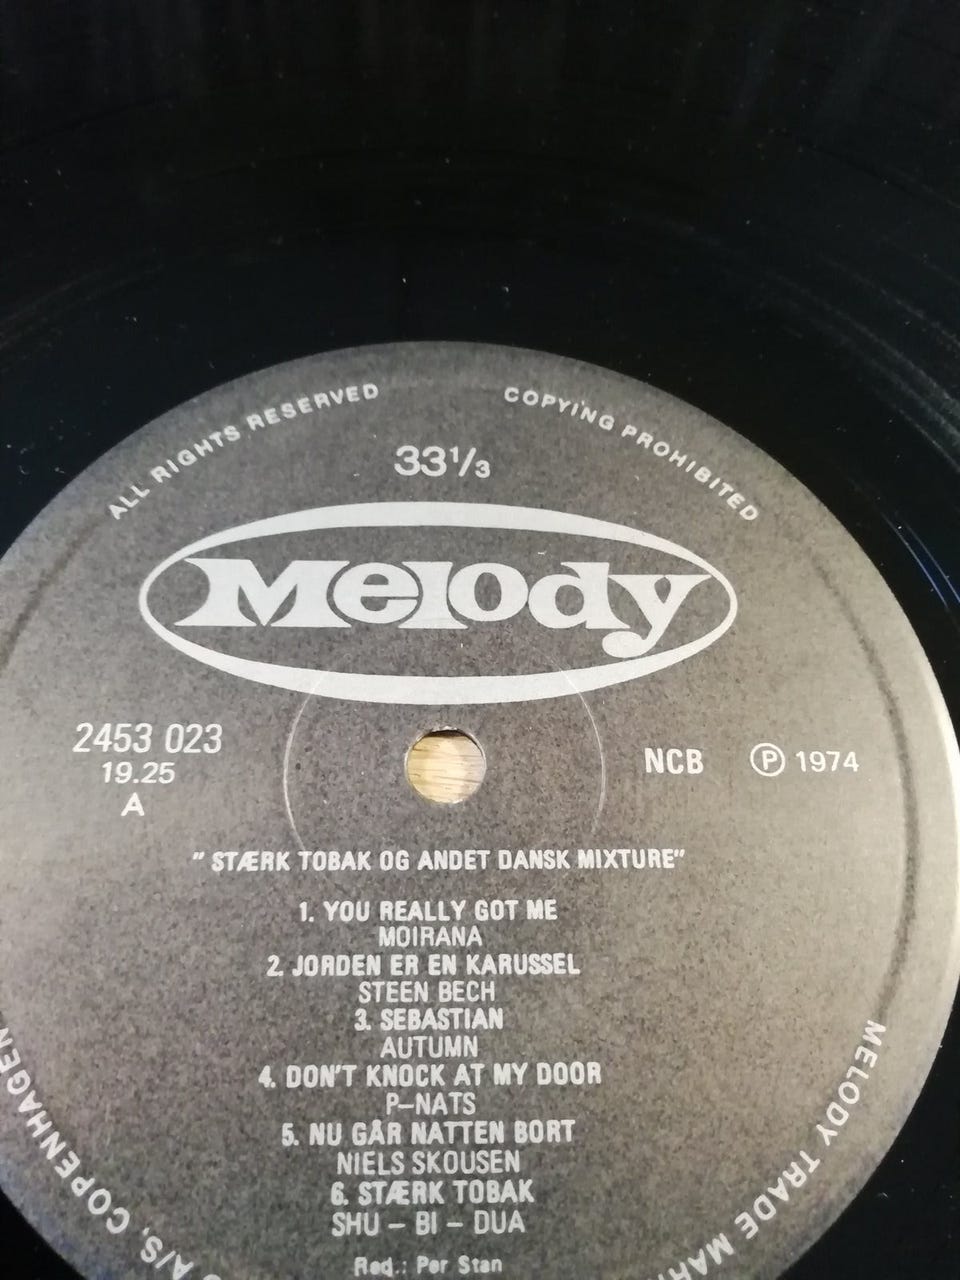 ALL RIGHTS RESERVED
COPYING PROHIBITED
33 1/3
Melody
2453 023
19.25
A
NCB
Ⓟ 1974
" STÆRK TOBAK OG ANDET DANSK MIXTURE"
1. YOU REALLY GOT ME
MOIRANA
2. JORDEN ER EN KARUSSEL
STEEN BECH
3. SEBASTIAN
AUTUMN
4. DON'T KNOCK AT MY DOOR
P-NATS
5. NU GÅR NATTEN BORT
NIELS SKOUSEN
6. STÆRK TOBAK
SHU - BI - DUA
Red.: Per Stan
MELODY TRADE
A/S, COPENHAGEN